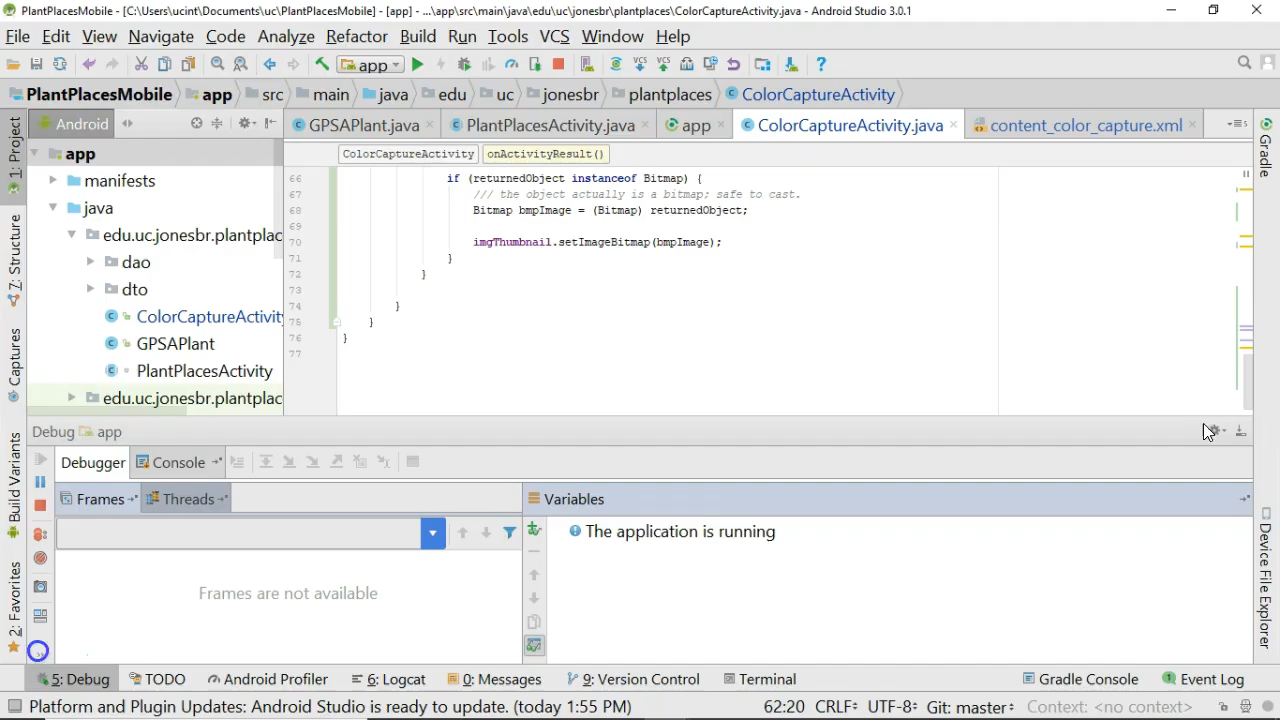 PlantPlacesMobile - [C:\Users\ucint\Documents\uc\PlantPlacesMobile] - [app] - ...\app\src\main\java\edu\uc\jonesbr\plantplaces\ColorCaptureActivity.java - Android Studio 3.0.1
File Edit View Navigate Code Analyze Refactor Build Run Tools VCS Window Help
app
PlantPlacesMobile app src main java edu uc jonesbr plantplaces ColorCaptureActivity
Android
GPSAPlant.java PlantPlacesActivity.java app ColorCaptureActivity.java content_color_capture.xml
ColorCaptureActivity onActivityResult()
app
manifests
java
edu.uc.jonesbr.plantplac
dao
dto
ColorCaptureActivity
GPSAPlant
PlantPlacesActivity
edu.uc.jonesbr.plantplac
66 if (returnedObject instanceof Bitmap) {
67 /// the object actually is a bitmap; safe to cast.
68 Bitmap bmpImage = (Bitmap) returnedObject;
69
70 imgThumbnail.setImageBitmap(bmpImage);
71 }
72 }
73
74 }
75 }
76 }
77
1: Project
7: Structure
Captures
Build Variants
2: Favorites
Gradle
Device File Explorer
Debug app
Debugger Console
Frames Threads
Variables
The application is running
Frames are not available
5: Debug TODO Android Profiler 6: Logcat 0: Messages 9: Version Control Terminal Gradle Console 1 Event Log
Platform and Plugin Updates: Android Studio is ready to update. (today 1:55 PM) 62:20 CRLF UTF-8 Git: master Context: <no context>